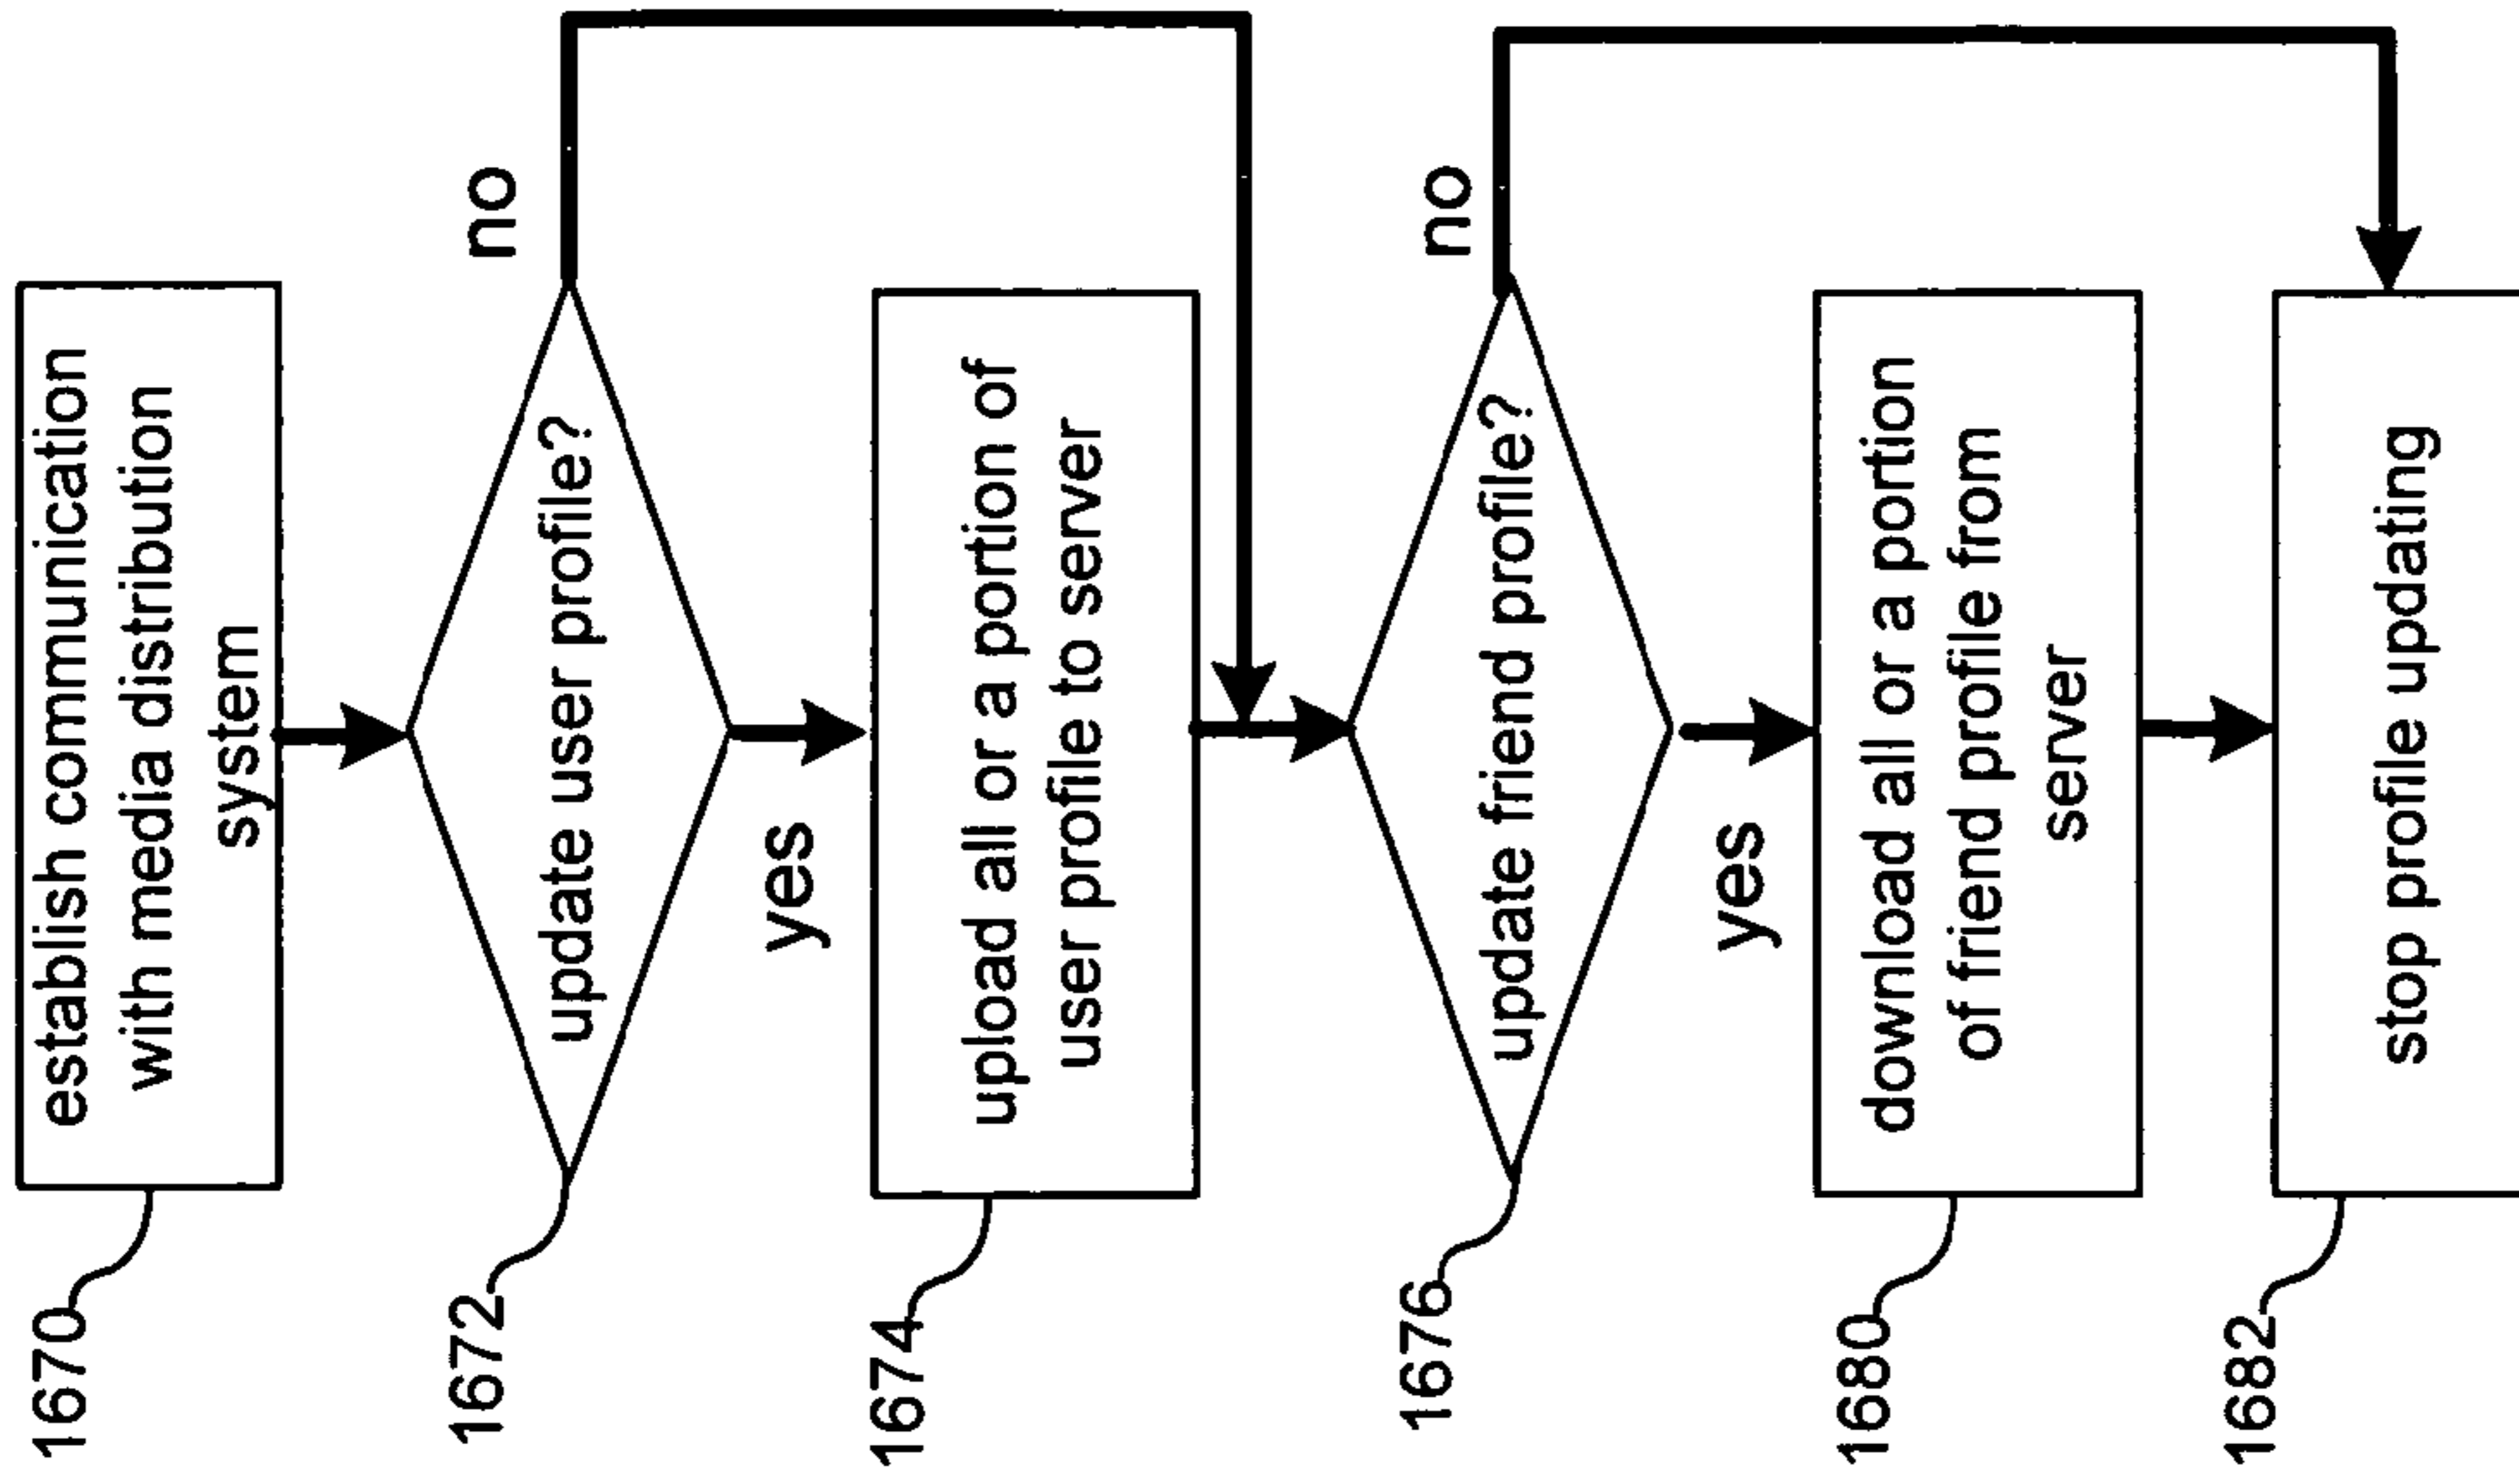 1670
establish communication
with media distribution
system
1672
update user profile?
no
yes
1674
upload all or a portion of
user profile to server
1676
update friend profile?
no
yes
1680
download all or a portion
of friend profile from
server
1682
stop profile updating